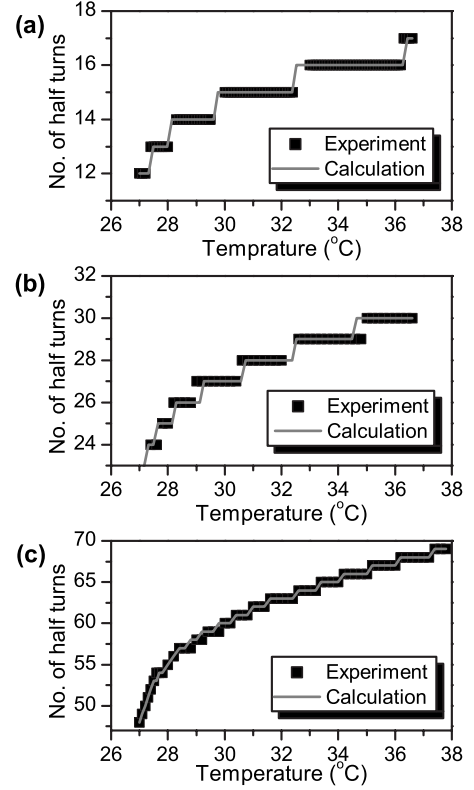 (a)
No. of half turns
18
16
14
12
26 28 30 32 34 36 38
Temprature (°C)
Experiment
Calculation
(b)
No. of half turns
32
30
28
26
24
26 28 30 32 34 36 38
Temperature (°C)
Experiment
Calculation
(c)
No. of half turns
70
65
60
55
50
26 28 30 32 34 36 38
Temperature (°C)
Experiment
Calculation